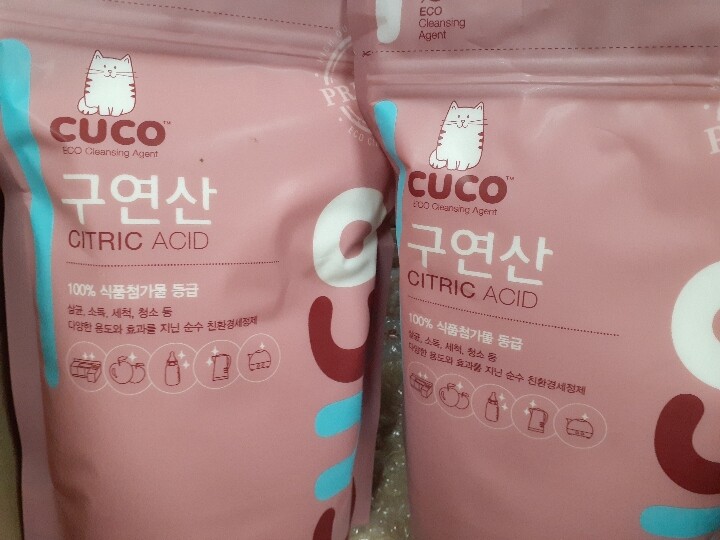 CUCO™
ECO Cleansing Agent
구연산
CITRIC ACID
100% 식품첨가물 등급
살균, 소독, 세척, 청소 등
다양한 용도와 효과를 지닌 순수 친환경세정제
ECO
Cleansing
Agent
CUCO™
ECO Cleansing Agent
구연산
CITRIC ACID
100% 식품첨가물 등급
살균, 소독, 세척, 청소 등
다양한 용도와 효과를 지닌 순수 친환경세정제